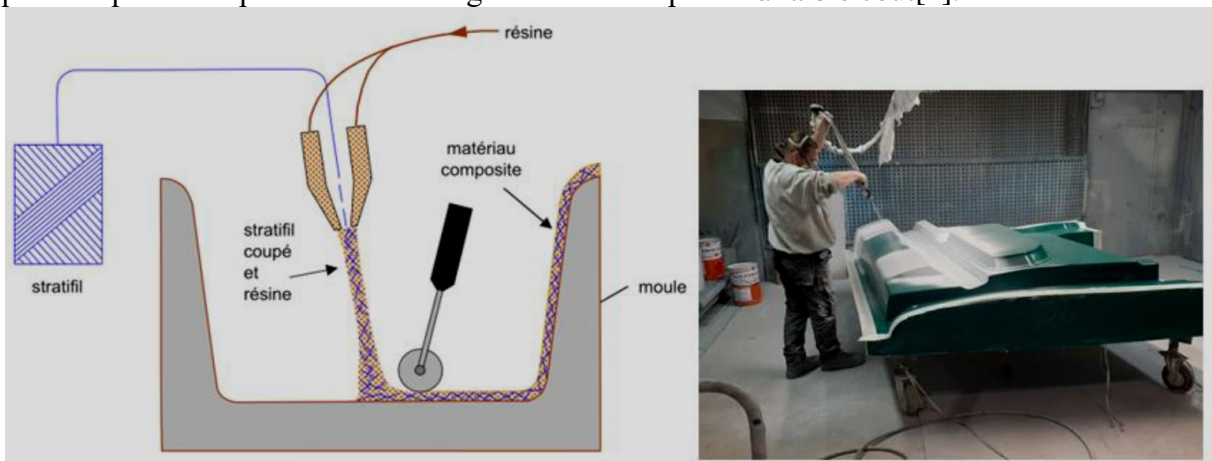 résine
matériau
composite
stratifil
coupé
et
résine
stratifil
moule